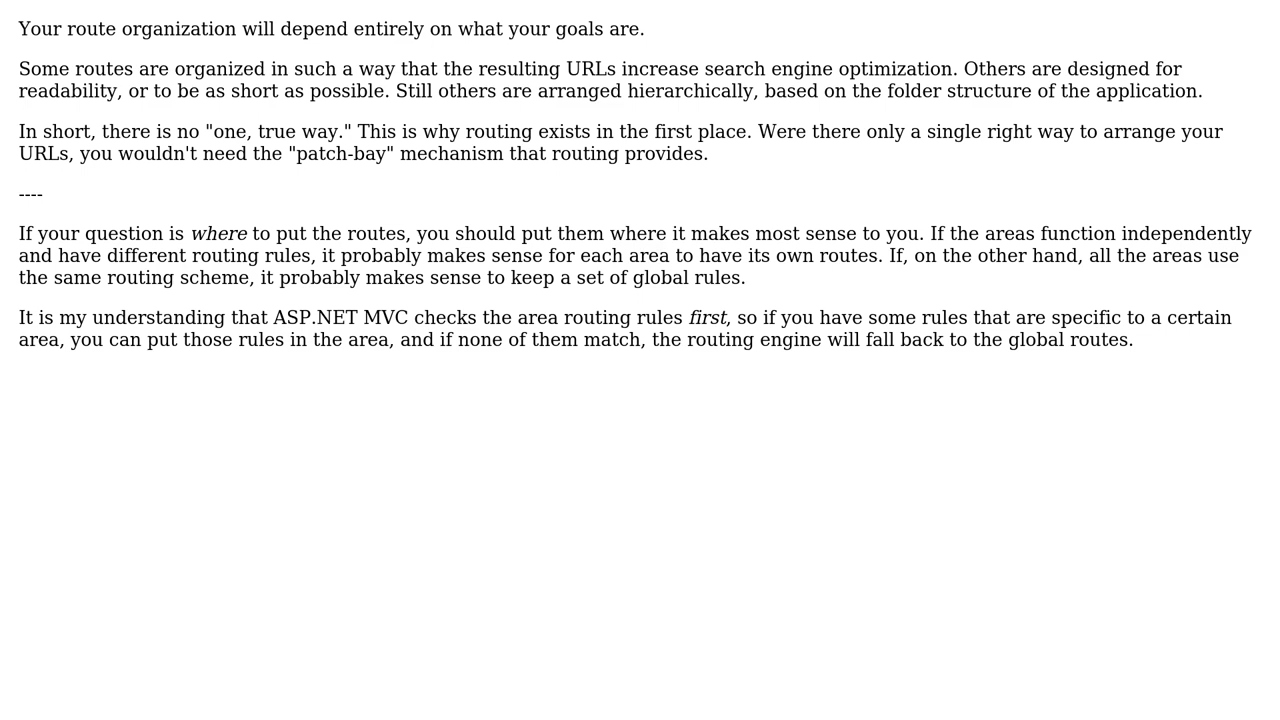 Your route organization will depend entirely on what your goals are.
Some routes are organized in such a way that the resulting URLs increase search engine optimization. Others are designed for
readability, or to be as short as possible. Still others are arranged hierarchically, based on the folder structure of the application.
In short, there is no "one, true way." This is why routing exists in the first place. Were there only a single right way to arrange your
URLs, you wouldn't need the "patch-bay" mechanism that routing provides.
----
If your question is where to put the routes, you should put them where it makes most sense to you. If the areas function independently
and have different routing rules, it probably makes sense for each area to have its own routes. If, on the other hand, all the areas use
the same routing scheme, it probably makes sense to keep a set of global rules.
It is my understanding that ASP.NET MVC checks the area routing rules first, so if you have some rules that are specific to a certain
area, you can put those rules in the area, and if none of them match, the routing engine will fall back to the global routes.